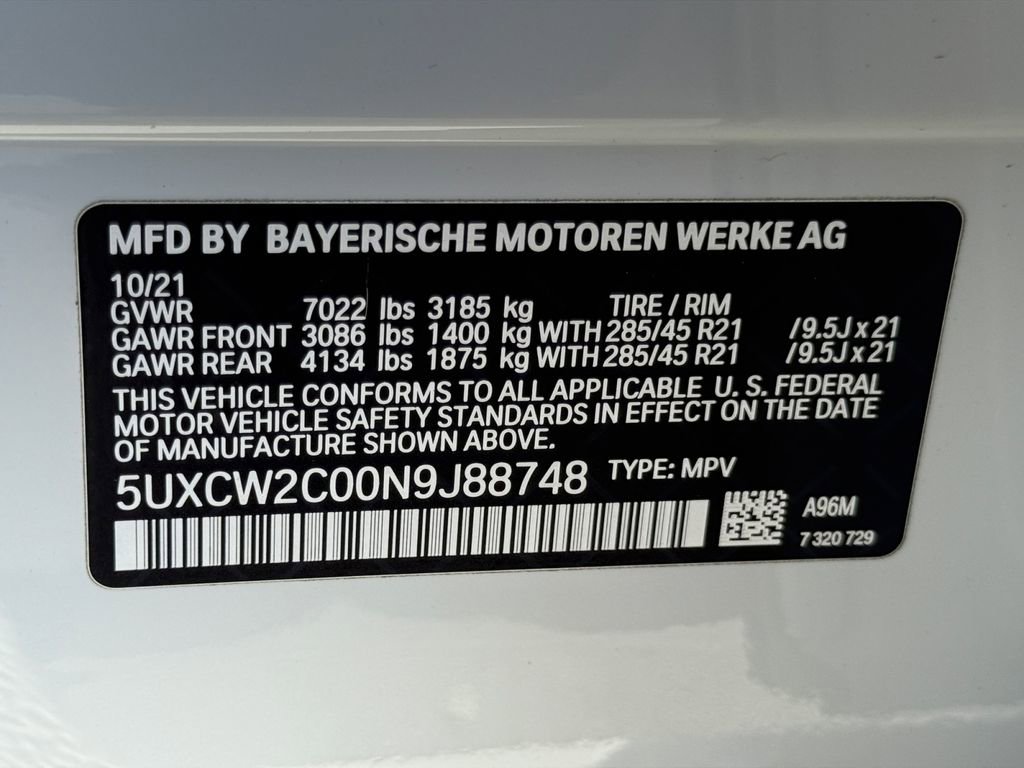 MFD BY BAYERISCHE MOTOREN WERKE AG
10/21
GVWR 7022 lbs 3185 kg TIRE / RIM
GAWR FRONT 3086 lbs 1400 kg WITH 285/45 R21 / 9.5J x 21
GAWR REAR 4134 lbs 1875 kg WITH 285/45 R21 / 9.5J x 21
THIS VEHICLE CONFORMS TO ALL APPLICABLE U. S. FEDERAL
MOTOR VEHICLE SAFETY STANDARDS IN EFFECT ON THE DATE
OF MANUFACTURE SHOWN ABOVE.
5UXCW2C00N9J88748 TYPE: MPV
A96M
7 320 729